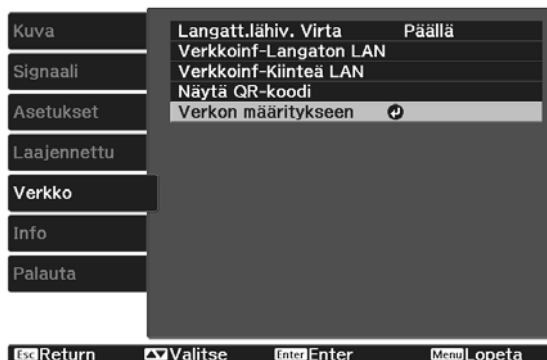 Kuva
Signaali
Asetukset
Laajennettu
Verkko
Info
Palauta
Langatt.lähiv. Virta Päällä
Verkkoinf-Langaton LAN
Verkkoinf-Kiinteä LAN
Näytä QR-koodi
Verkon määritykseen
Esc Return Valitse Enter Enter Menu Lopeta